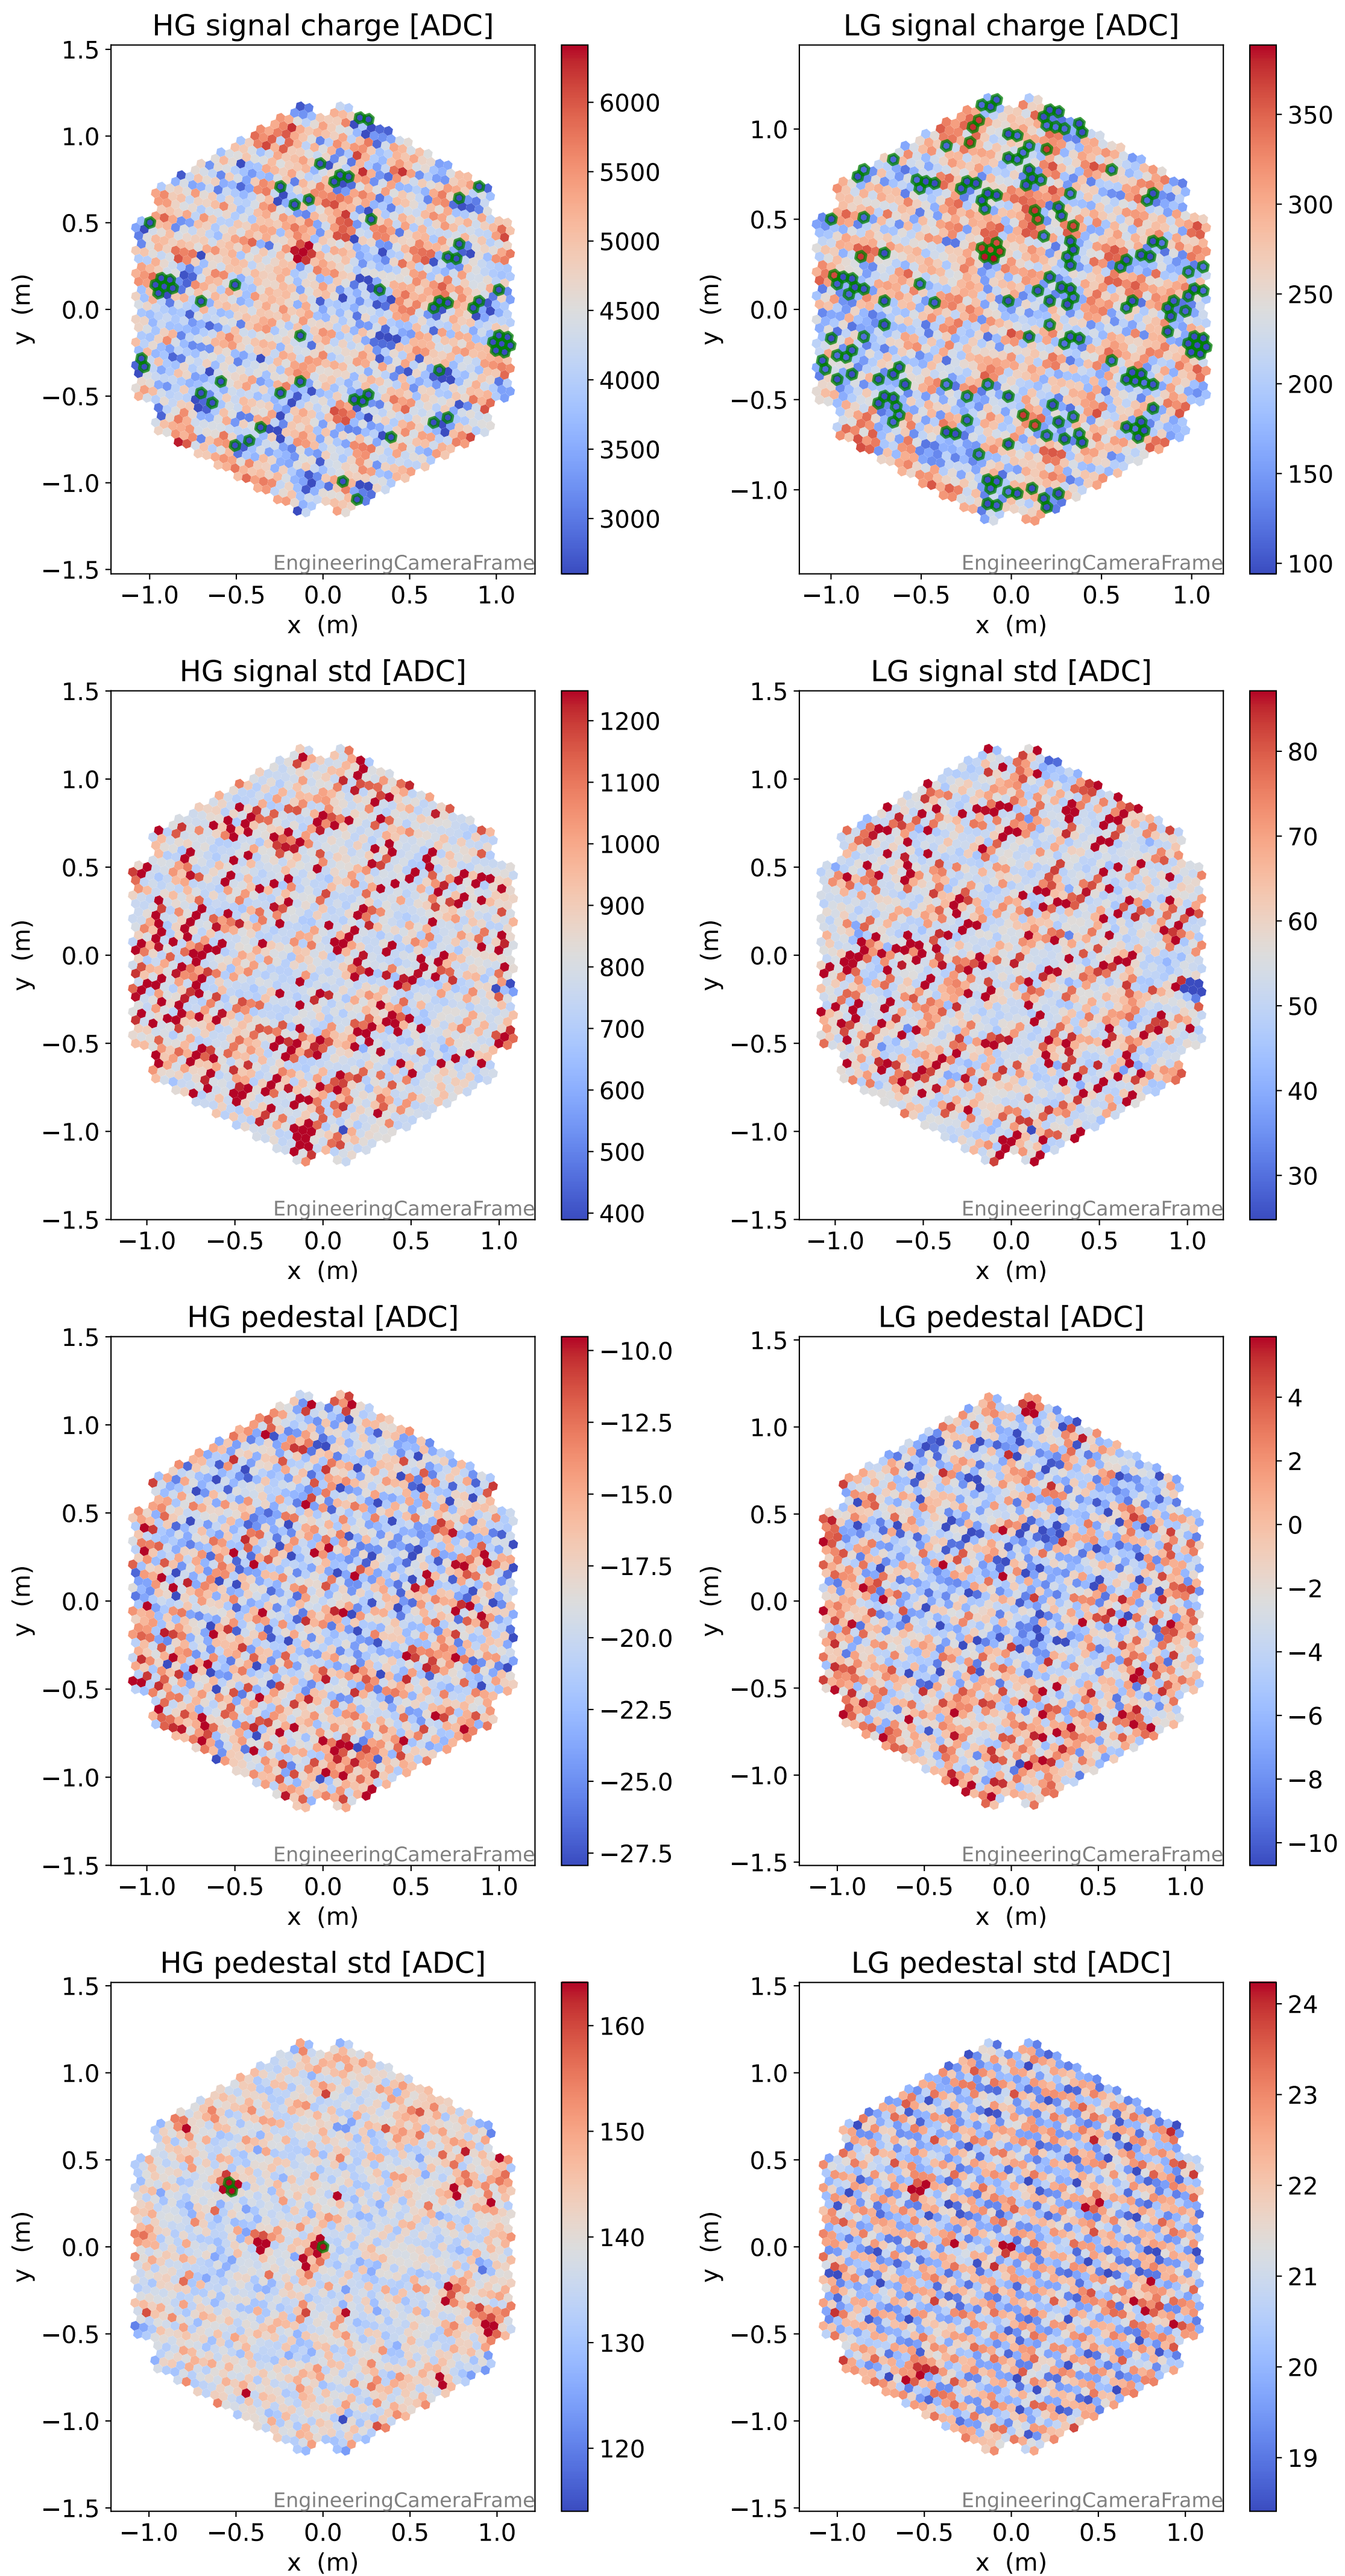 HG signal charge [ADC]
LG signal charge [ADC]
1.5
1.0
0.5
0.0
−0.5
−1.0
−1.5
y (m)
−1.0 −0.5 0.0 0.5 1.0
x (m)
EngineeringCameraFrame
6000
5500
5000
4500
4000
3500
3000
1.0
0.5
0.0
−0.5
−1.0
y (m)
−1.0 −0.5 0.0 0.5 1.0
x (m)
EngineeringCameraFrame
350
300
250
200
150
100
HG signal std [ADC]
LG signal std [ADC]
1.5
1.0
0.5
0.0
−0.5
−1.0
−1.5
y (m)
−1.0 −0.5 0.0 0.5 1.0
x (m)
EngineeringCameraFrame
1200
1100
1000
900
800
700
600
500
400
1.5
1.0
0.5
0.0
−0.5
−1.0
−1.5
y (m)
−1.0 −0.5 0.0 0.5 1.0
x (m)
EngineeringCameraFrame
80
70
60
50
40
30
HG pedestal [ADC]
LG pedestal [ADC]
1.5
1.0
0.5
0.0
−0.5
−1.0
−1.5
y (m)
−1.0 −0.5 0.0 0.5 1.0
x (m)
EngineeringCameraFrame
−10.0
−12.5
−15.0
−17.5
−20.0
−22.5
−25.0
−27.5
1.5
1.0
0.5
0.0
−0.5
−1.0
−1.5
y (m)
−1.0 −0.5 0.0 0.5 1.0
x (m)
EngineeringCameraFrame
4
2
0
−2
−4
−6
−8
−10
HG pedestal std [ADC]
LG pedestal std [ADC]
1.5
1.0
0.5
0.0
−0.5
−1.0
−1.5
y (m)
−1.0 −0.5 0.0 0.5 1.0
x (m)
EngineeringCameraFrame
160
150
140
130
120
1.5
1.0
0.5
0.0
−0.5
−1.0
−1.5
y (m)
−1.0 −0.5 0.0 0.5 1.0
x (m)
EngineeringCameraFrame
24
23
22
21
20
19